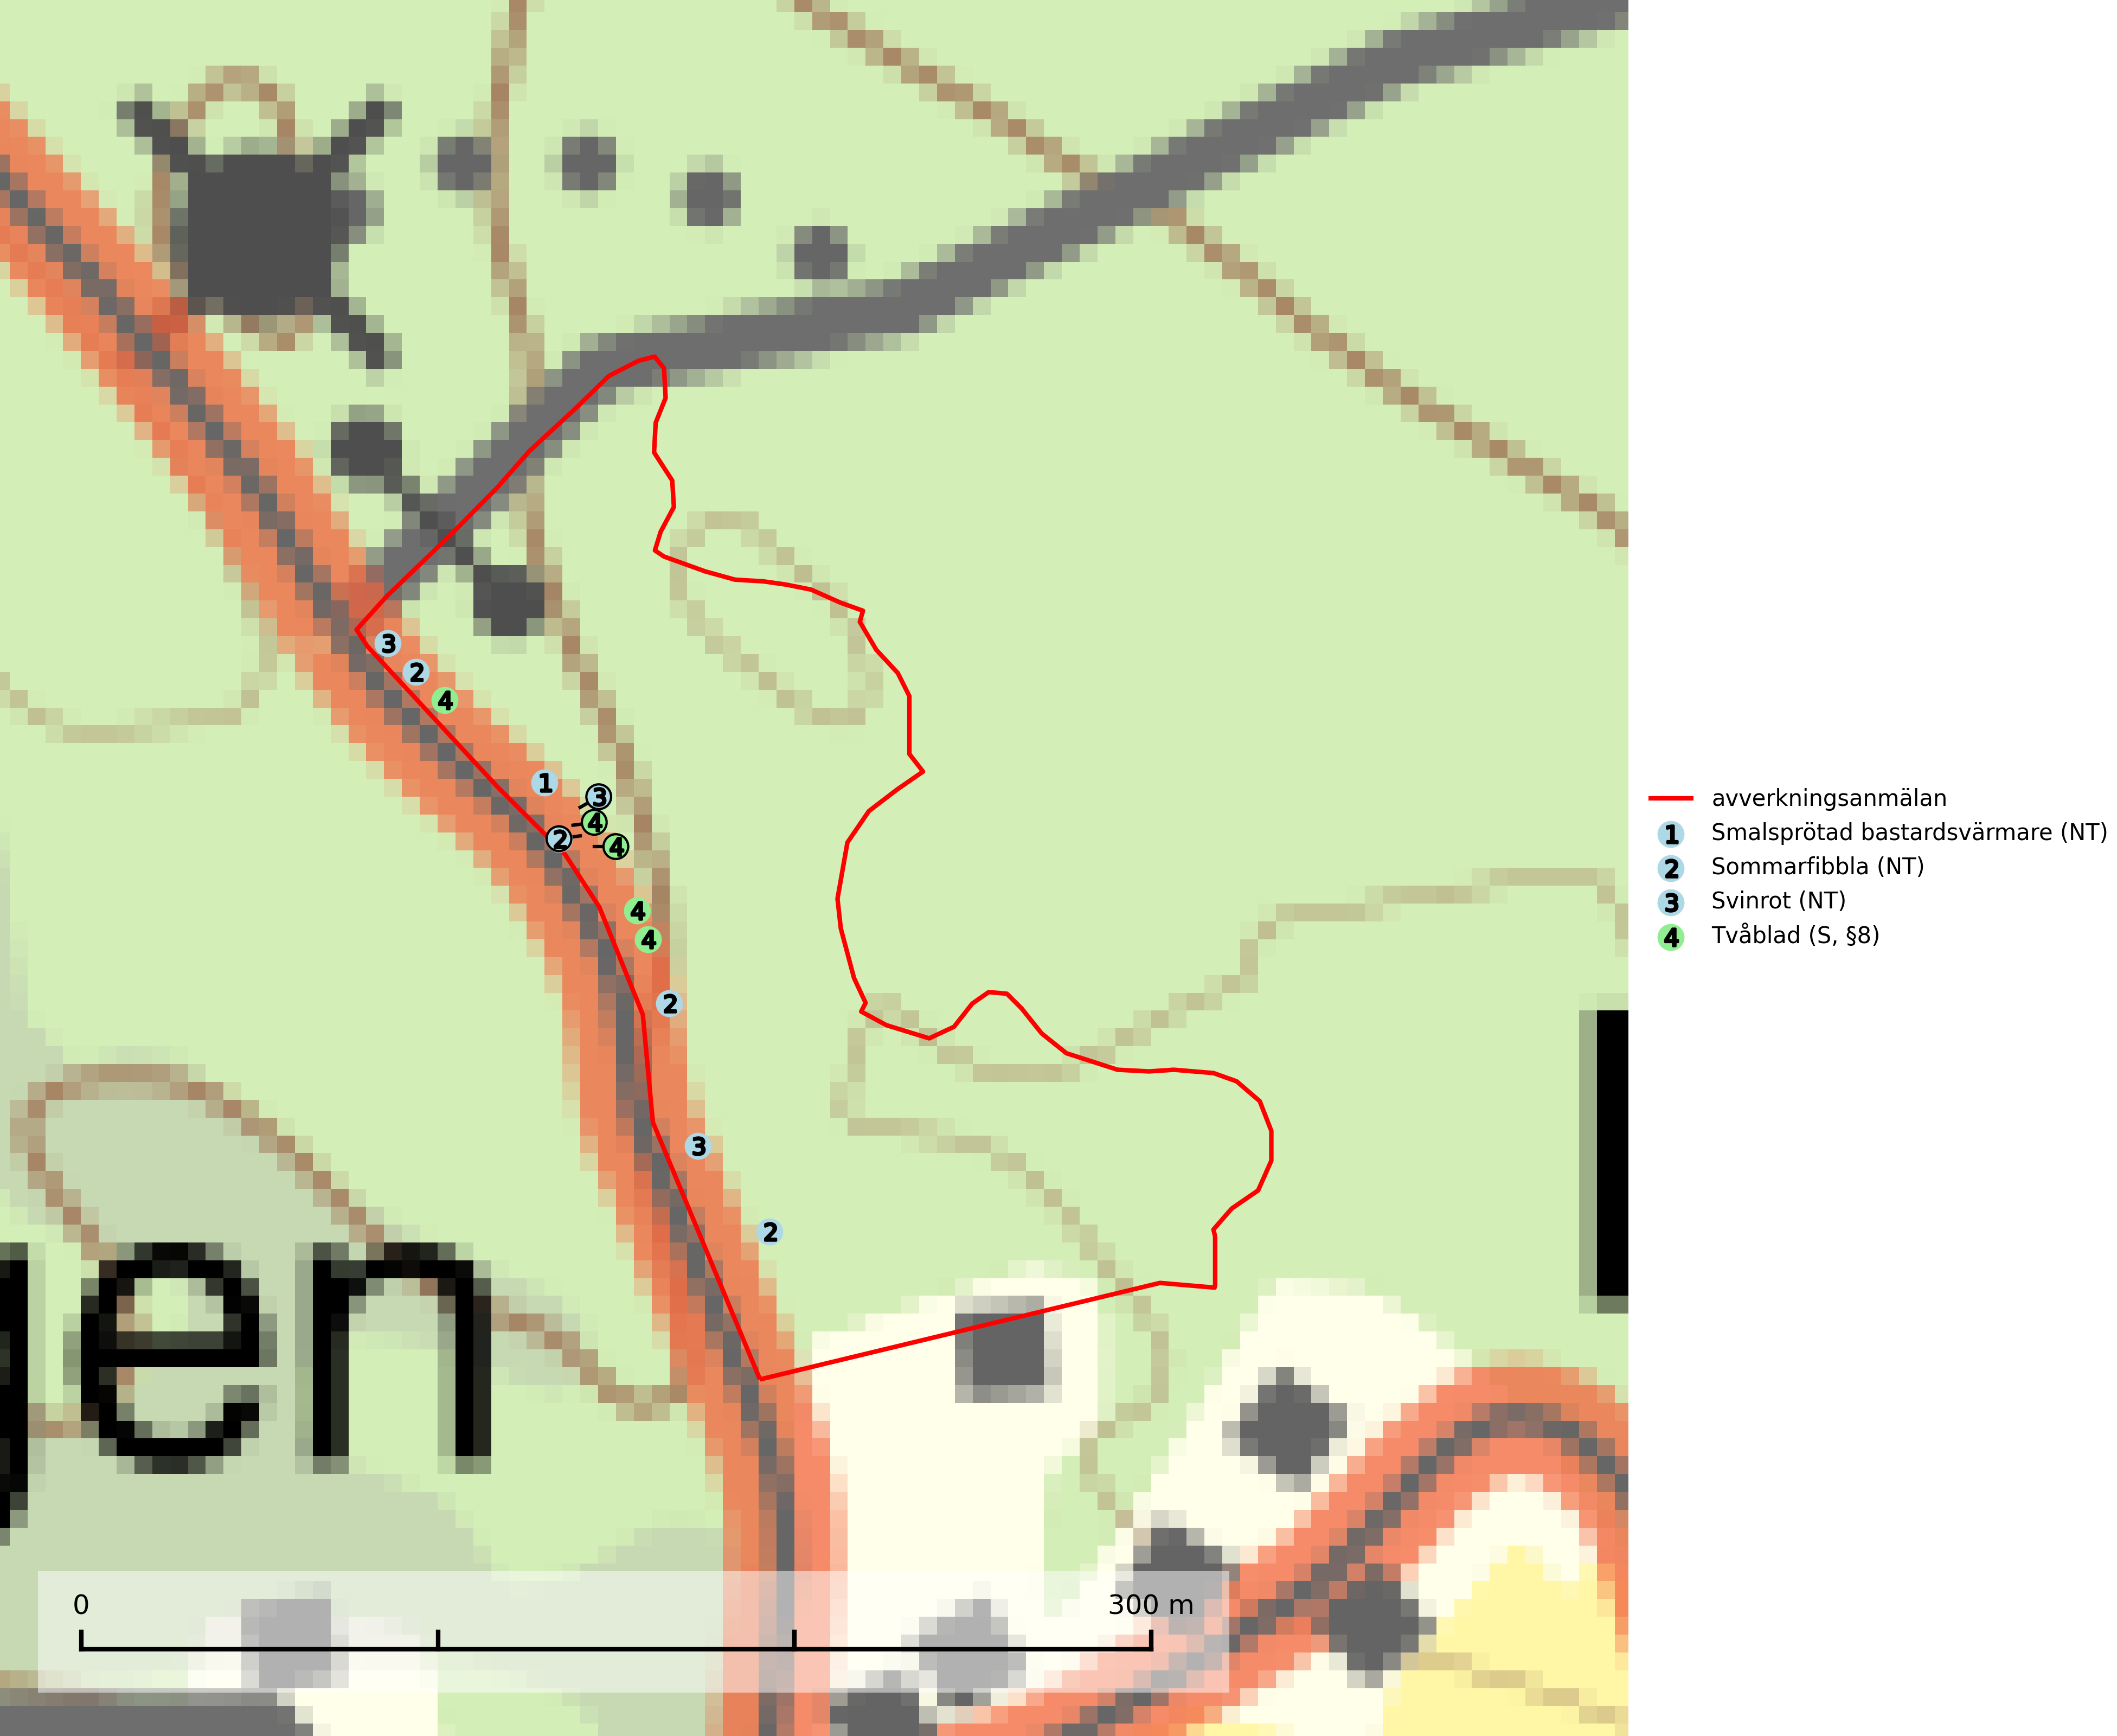 3
2
4
1
3
4
2
4
4
4
2
3
2
en
0
300 m
avverkningsanmälan
1 Smalsprötad bastardsvärmare (NT)
2 Sommarfibbla (NT)
3 Svinrot (NT)
4 Tvåblad (S, §8)